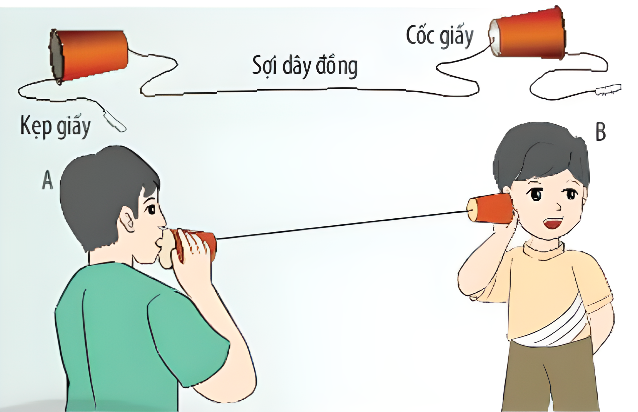 Cốc giấy
Sợi dây đồng
Kẹp giấy
A
B